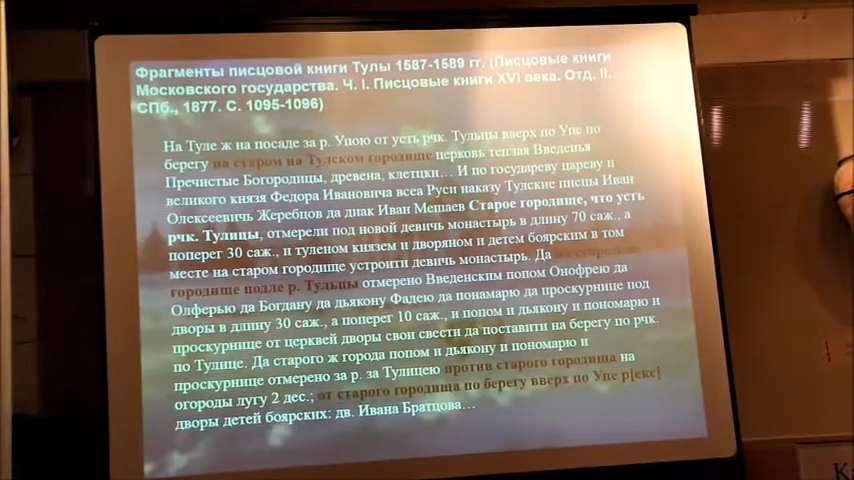 Фрагменты писцовой книги Тулы 1587-1589 гг. (Писцовые книги
Московского государства. Ч. I. Писцовые книги XVI века. Отд. II.
СПб., 1877. С. 1095-1096)
На Туле ж на посаде за р. Упою от усть рчк. Тульцы вверх по Упе по
берегу на старом на Тулском городище церковь теплая Введенья
Пречистые Богородицы, древена, клетцки... И по государеву цареву и
великого князя Федора Ивановича всеа Руси наказу Тулские писцы Иван
Олексеевичь Жеребцов да диак Иван Мешаев Старое городище, что усть
рчк. Тулицы, отмерели под новой девичь монастырь в длину 70 саж., а
поперег 30 саж., и туленом князем и дворяном и детем боярским в том
месте на старом городище устроити девичь монастырь. Да
городище подле р. Тульцы отмерено Введенским попом Онофрею да
Олферью да Богдану да дьякону Фадею да понамарю да проскурнице под
дворы в длину 30 саж., а поперег 10 саж., и попом и дьякону и пономарю и
проскурнице от церквей дворы свои свести да поставити на берегу по рчк.
по Тулице. Да старого ж города попом и дьякону и пономарю и
проскурнице отмерено за р. за Тулицею против старого городища на
огороды лугу 2 дес.; от старого городища по берегу вверх по Упе р[еке]
дворы детей боярских: дв. Ивана Братцова...